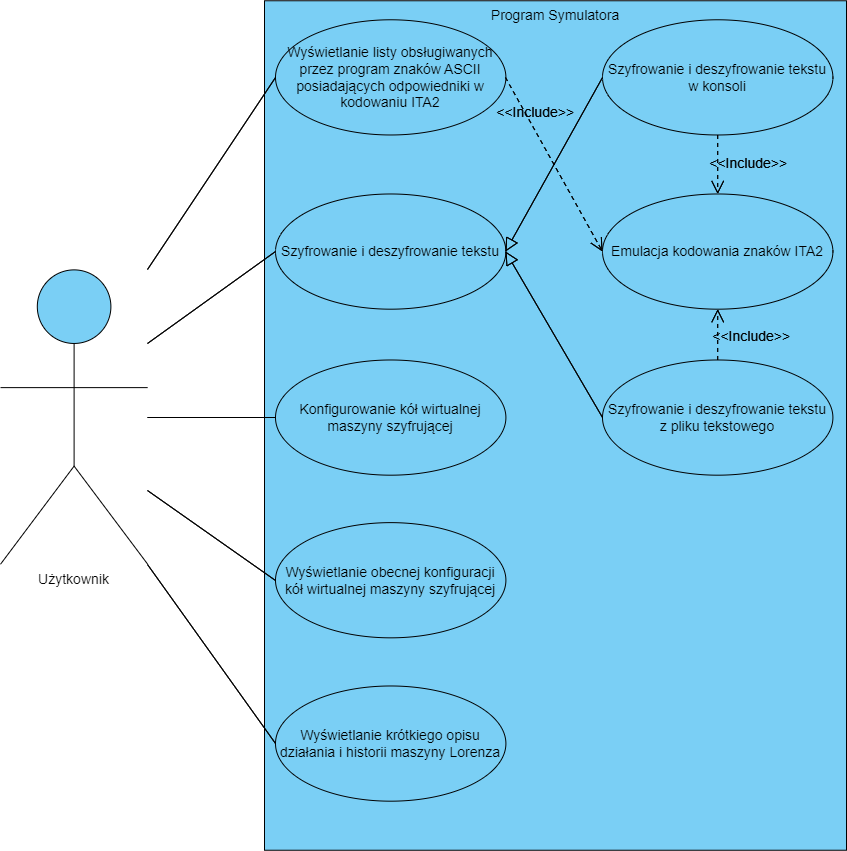 Program Symulatora
Wyświetlanie listy obsługiwanych
przez program znaków ASCII
posiadających odpowiedniki w
kodowaniu ITA2
<<Include>>
Szyfrowanie i deszyfrowanie tekstu
w konsoli
<<Include>>
Szyfrowanie i deszyfrowanie tekstu
Emulacja kodowania znaków ITA2
<<Include>>
Konfigurowanie kół wirtualnej
maszyny szyfrującej
Szyfrowanie i deszyfrowanie tekstu
z pliku tekstowego
Użytkownik
Wyświetlanie obecnej konfiguracji
kół wirtualnej maszyny szyfrującej
Wyświetlanie krótkiego opisu
działania i historii maszyny Lorenza